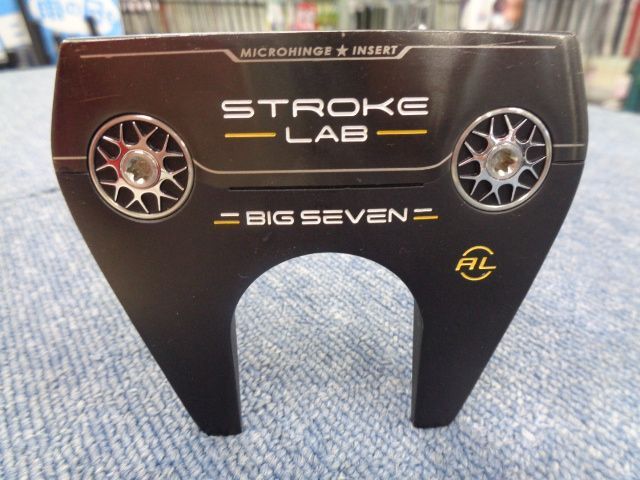 MICROHINGE ★ INSERT
STROKE
LAB
BIG SEVEN
AL